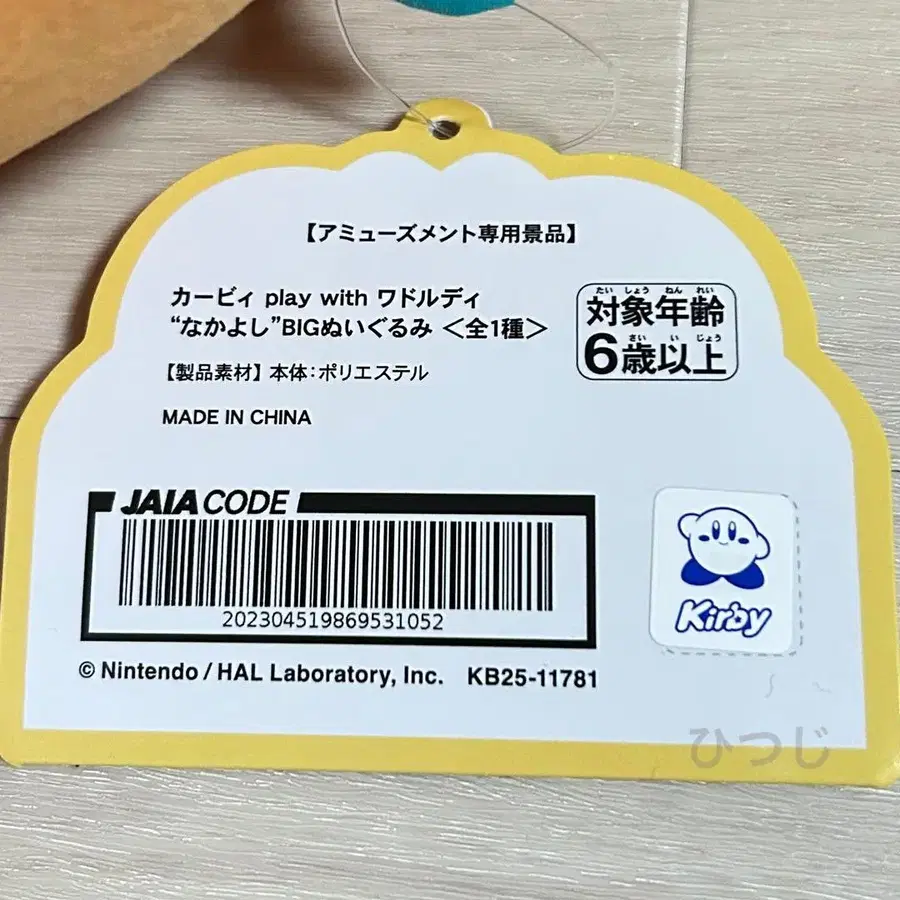 【アミューズメント専用景品】
カービィ play with ワドルディ
“なかよし”BIGぬいぐるみ ＜全1種＞
たい しょう ねん れい
対象年齢
さい い じょう
6歳以上
【製品素材】本体：ポリエステル
MADE IN CHINA
JAIA CODE
202304519869531052
Kirby
© Nintendo / HAL Laboratory, Inc. KB25-11781
ひつじ